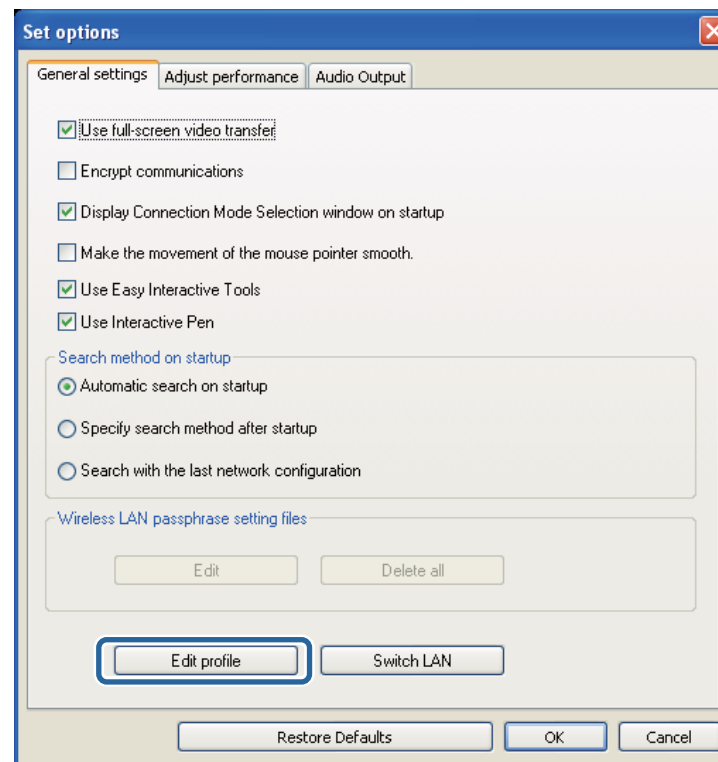 Set options
General settings Adjust performance Audio Output
Use full-screen video transfer
Encrypt communications
Display Connection Mode Selection window on startup
Make the movement of the mouse pointer smooth.
Use Easy Interactive Tools
Use Interactive Pen
Search method on startup
Automatic search on startup
Specify search method after startup
Search with the last network configuration
Wireless LAN passphrase setting files
Edit Delete all
Edit profile Switch LAN
Restore Defaults OK Cancel